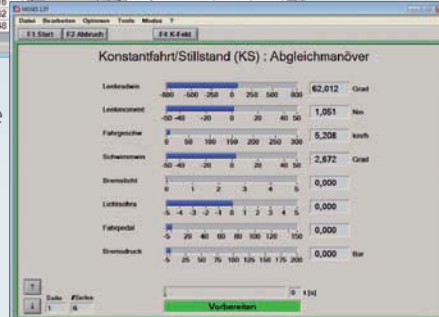 Datei Bearbeiten Optionen Tools Modus ?
F1 Start F2 Abbruch F4 K-Feld
Konstantfahrt/Stillstand (KS) : Abgleichmanöver
Lenkradwin 62,012 Grad
-800 -500 -250 0 250 500 800
Lenkmoment 1,051 Nm
-50 -40 -20 0 20 40 50
Fahrgeschw 5,208 km/h
0 50 100 150 200 250 300
Schwimmwin 2,672 Grad
-50 -40 -20 0 20 40 50
Bremslicht 0,000
0 1 2 3 4 5
Lichtschra 0,000
-5 -4 -3 -2 -1 0 1 2 3 4 5
Fahrpedal 0,000
-5 20 40 60 80 100 120 150
Bremsdruck 0,000 Bar
-5 25 50 75 100 125 150 175 200
Seite #Seiten
1 6
0 t [s]
Vorbereiten